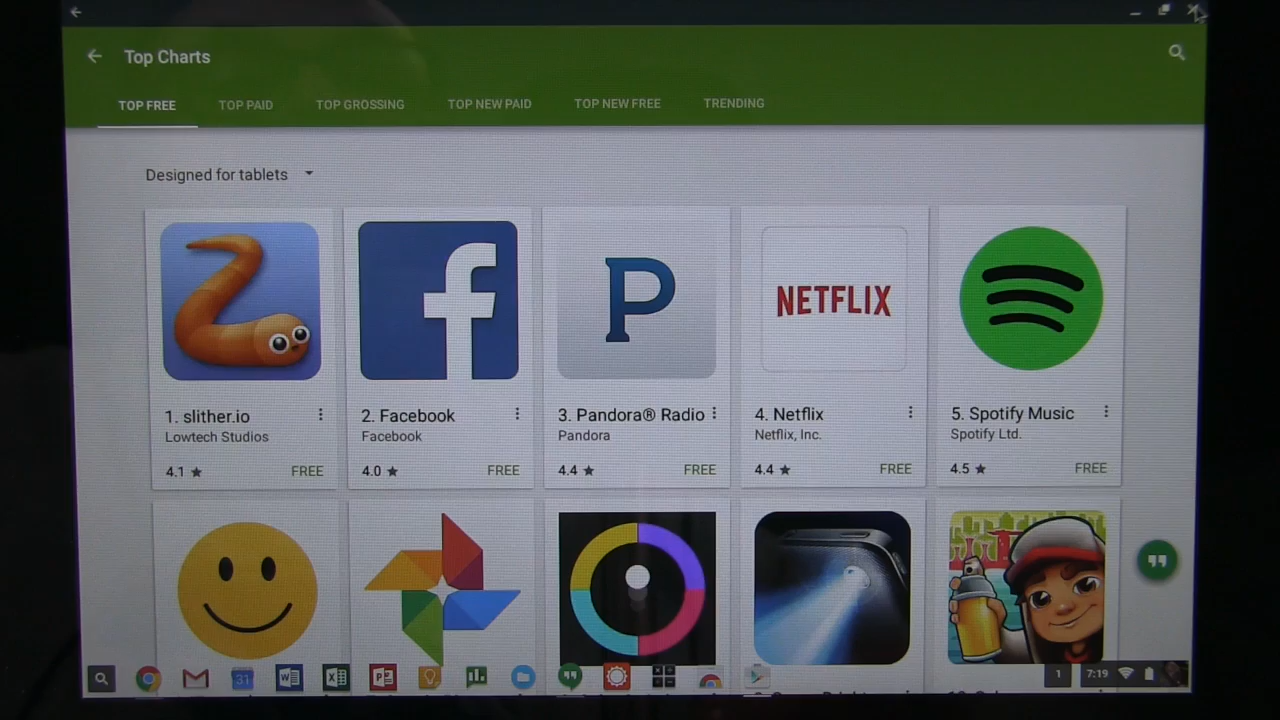 Top Charts
TOP FREE
TOP PAID
TOP GROSSING
TOP NEW PAID
TOP NEW FREE
TRENDING
Designed for tablets
P
NETFLIX
1. slither.io
Lowtech Studios
4.1 ★ FREE
2. Facebook
Facebook
4.0 ★ FREE
3. Pandora® Radio
Pandora
4.4 ★ FREE
4. Netflix
Netflix, Inc.
4.4 ★ FREE
5. Spotify Music
Spotify Ltd.
4.5 ★ FREE
31
1
7:19